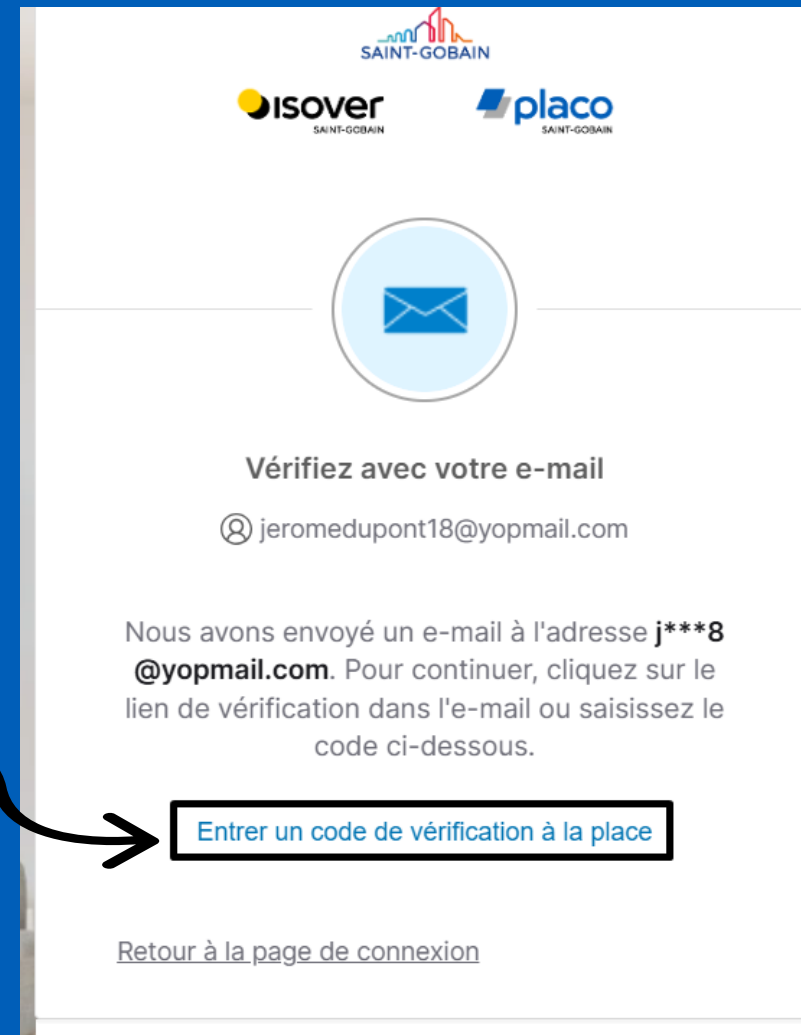 SAINT-GOBAIN
isover placo
SAINT-GOBAIN SAINT-GOBAIN
Vérifiez avec votre e-mail
jeromedupont18@yopmail.com
Nous avons envoyé un e-mail à l'adresse j***8
@yopmail.com. Pour continuer, cliquez sur le
lien de vérification dans l'e-mail ou saisissez le
code ci-dessous.
Entrer un code de vérification à la place
Retour à la page de connexion